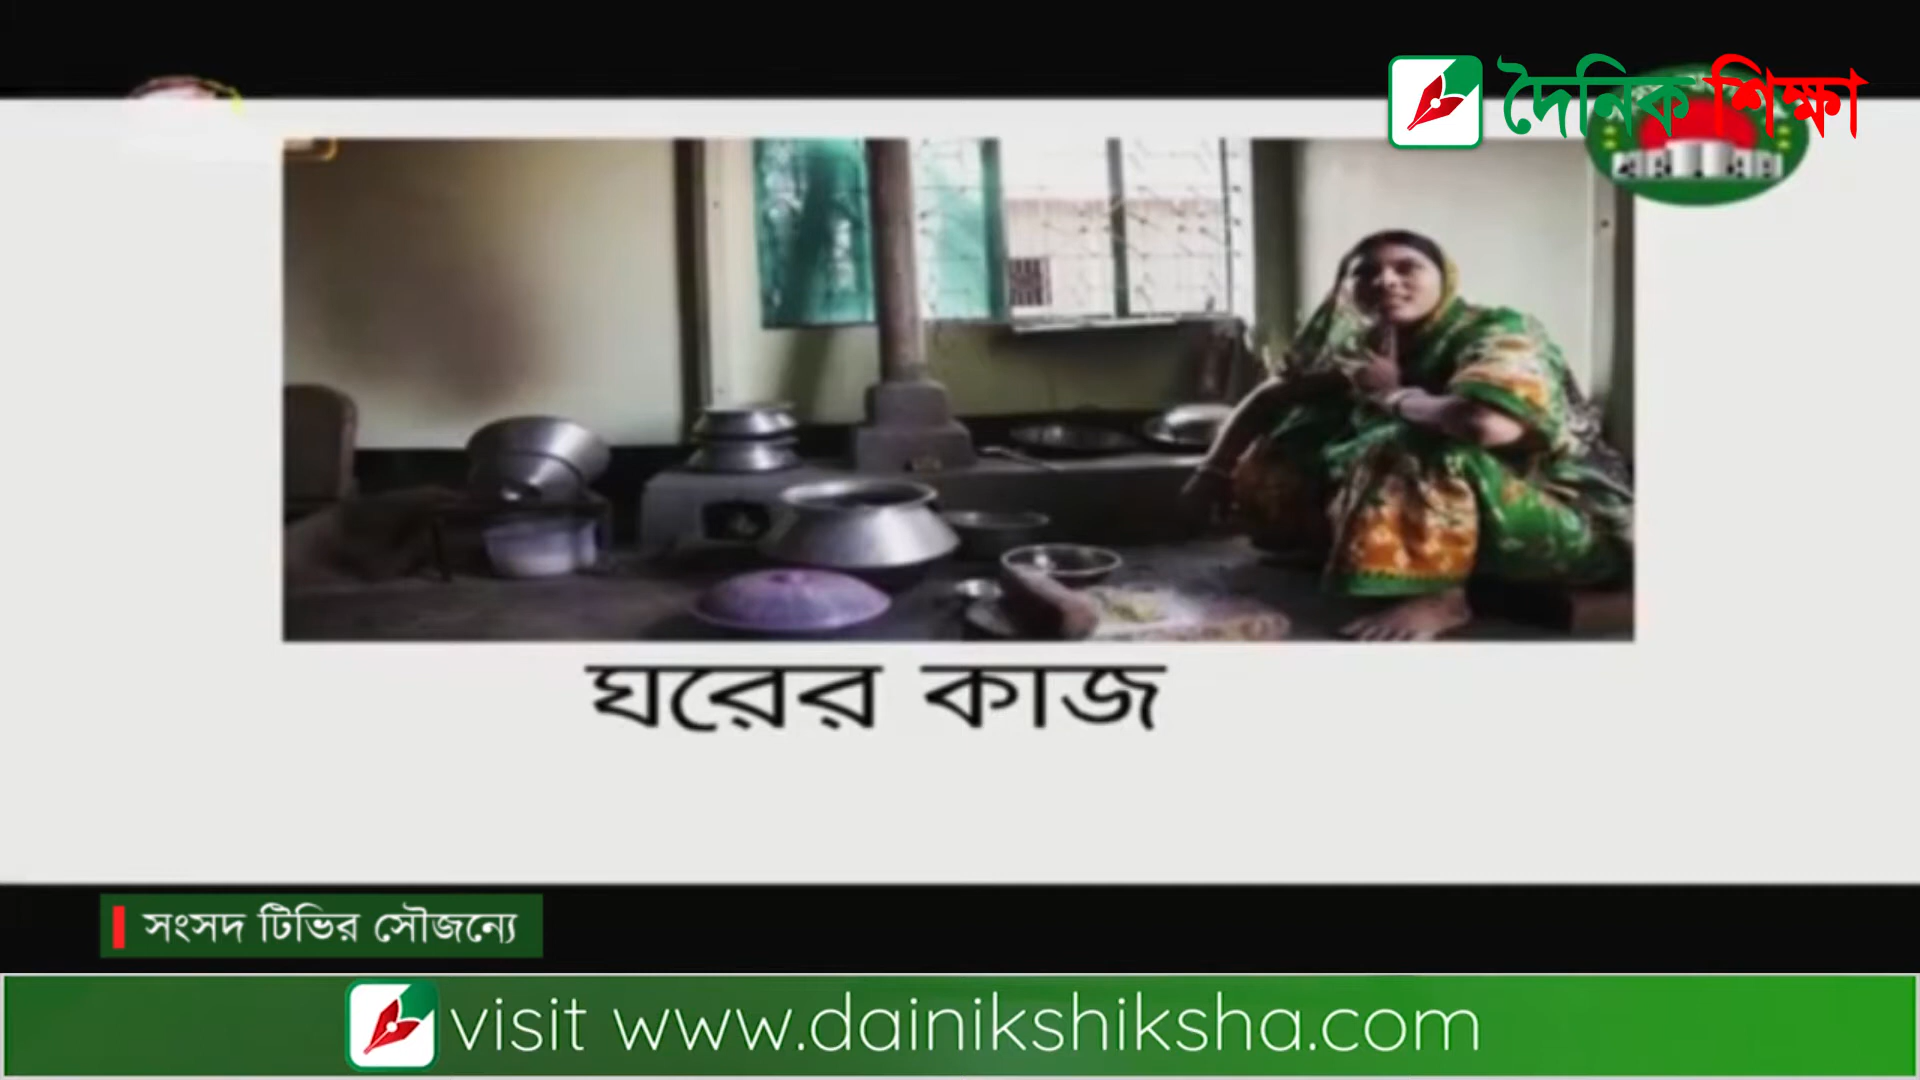 দৈনিক শিক্ষা
ঘরের কাজ
সংসদ টিভির সৌজন্যে
visit www.dainikshiksha.com